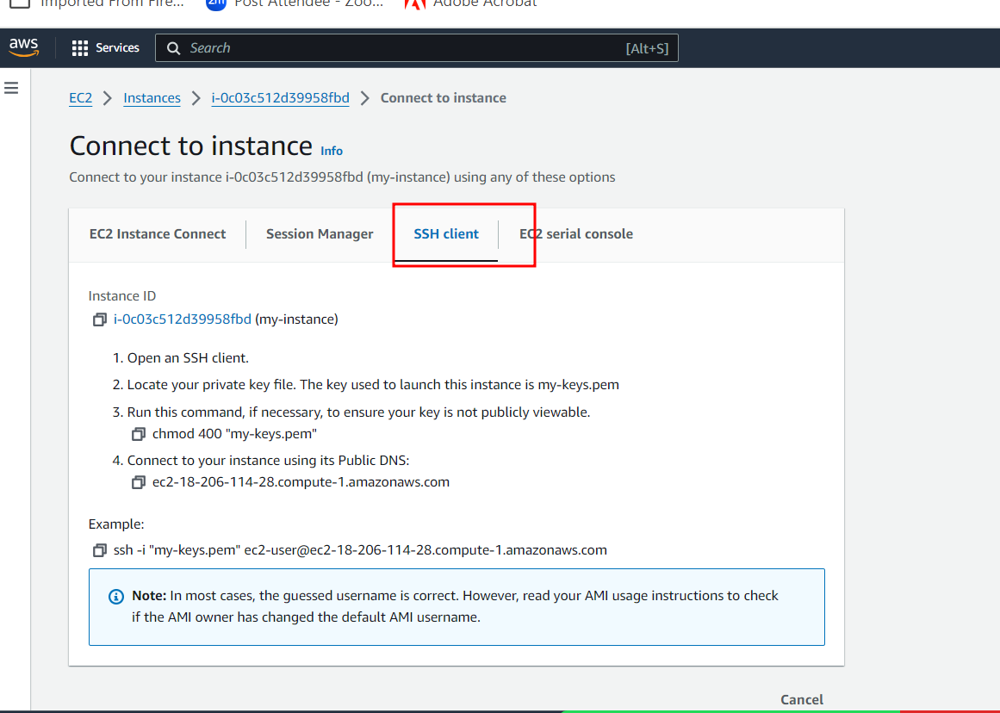 Imported From Fire...
zm Post Attendee - Zoo...
Adobe Acrobat
aws Services Search [Alt+S]
EC2 > Instances > i-0c03c512d39958fbd > Connect to instance
Connect to instance Info
Connect to your instance i-0c03c512d39958fbd (my-instance) using any of these options
EC2 Instance Connect
Session Manager
SSH client
EC2 serial console
Instance ID
i-0c03c512d39958fbd (my-instance)
1. Open an SSH client.
2. Locate your private key file. The key used to launch this instance is my-keys.pem
3. Run this command, if necessary, to ensure your key is not publicly viewable.
chmod 400 "my-keys.pem"
4. Connect to your instance using its Public DNS:
ec2-18-206-114-28.compute-1.amazonaws.com
Example:
ssh -i "my-keys.pem" ec2-user@ec2-18-206-114-28.compute-1.amazonaws.com
Note: In most cases, the guessed username is correct. However, read your AMI usage instructions to check
if the AMI owner has changed the default AMI username.
Cancel